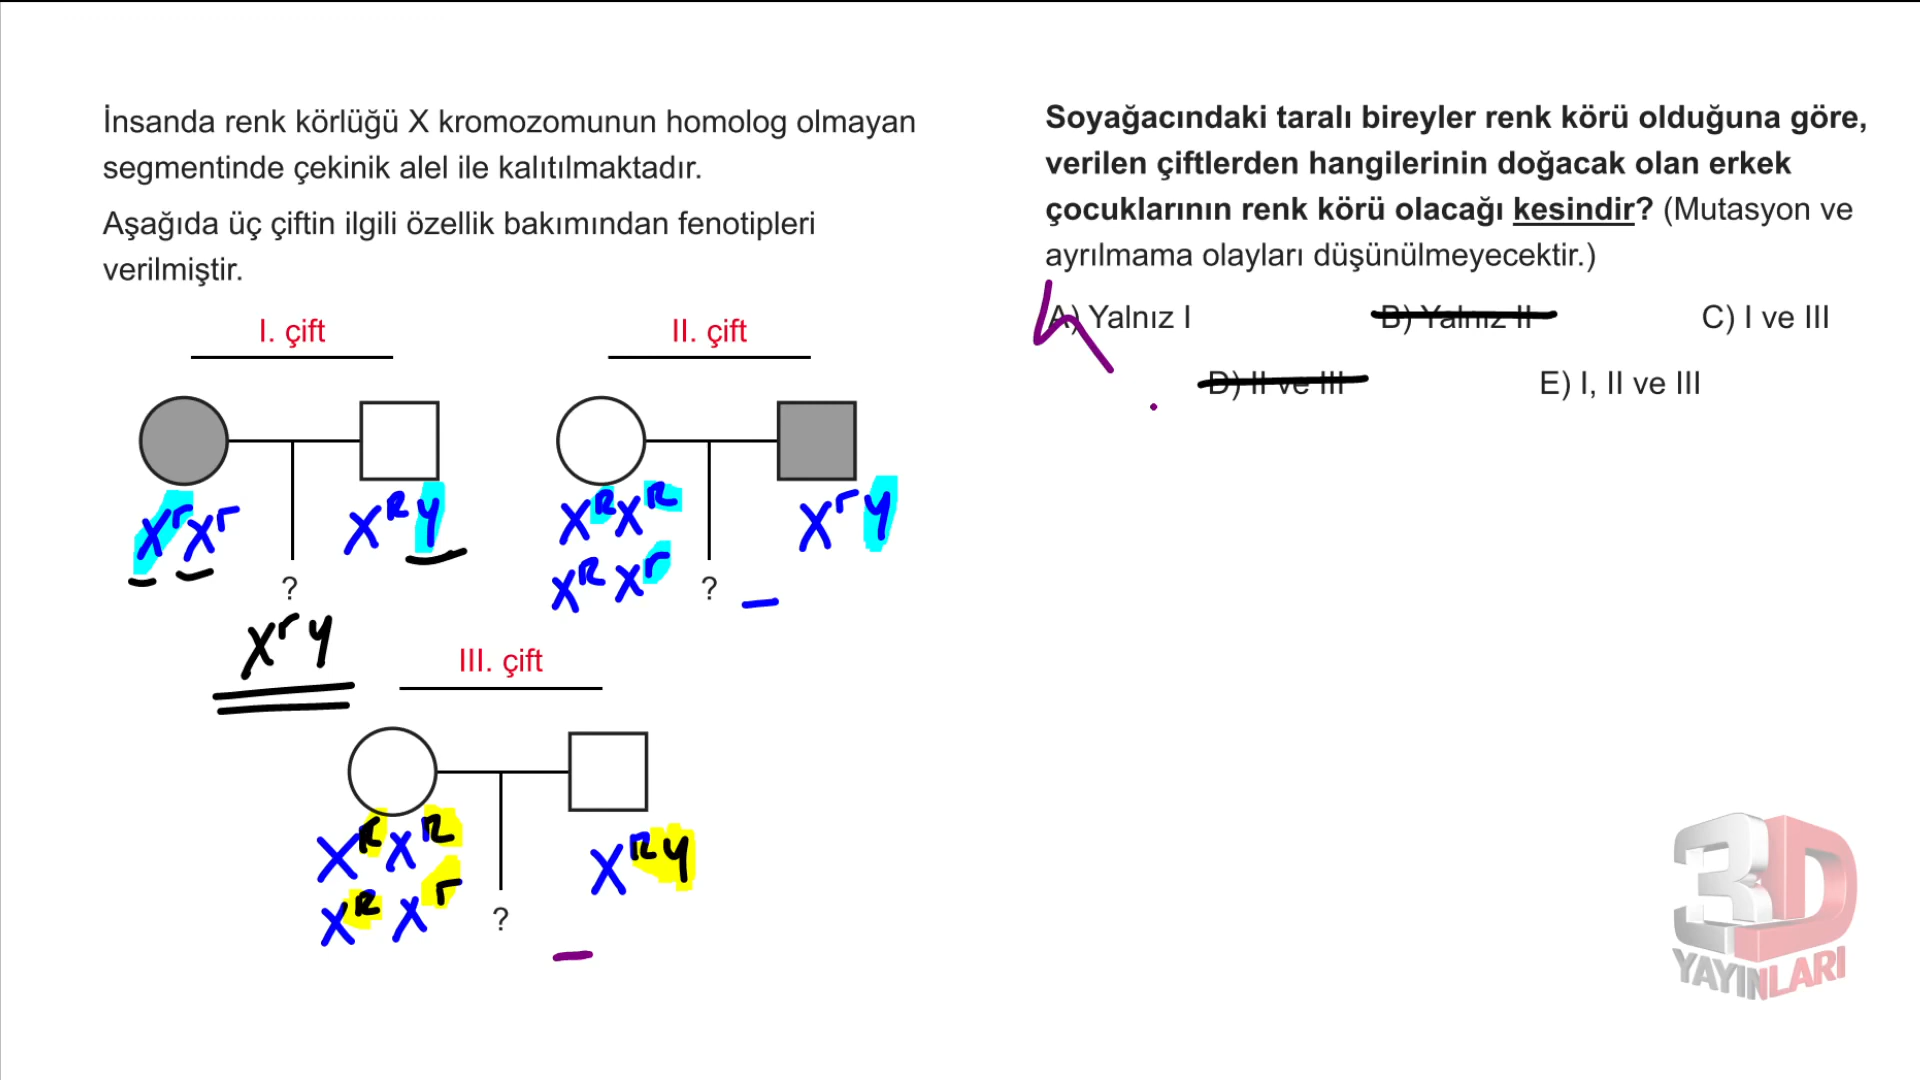 İnsanda renk körlüğü X kromozomunun homolog olmayan
segmentinde çekinik alel ile kalıtılmaktadır.
Aşağıda üç çiftin ilgili özellik bakımından fenotipleri
verilmiştir.
I. çift
II. çift
XʳXʳ
XᴿY
XᴿXᴿ
XʳY
XᴿXʳ
?
?
XʳY
III. çift
XᴿXᴿ
XᴿY
XᴿXʳ
?
Soyağacındaki taralı bireyler renk körü olduğuna göre,
verilen çiftlerden hangilerinin doğacak olan erkek
çocuklarının renk körü olacağı kesindir? (Mutasyon ve
ayrılmama olayları düşünülmeyecektir.)
A) Yalnız I
B) Yalnız II
C) I ve III
D) II ve III
E) I, II ve III
3D
YAYINLARI